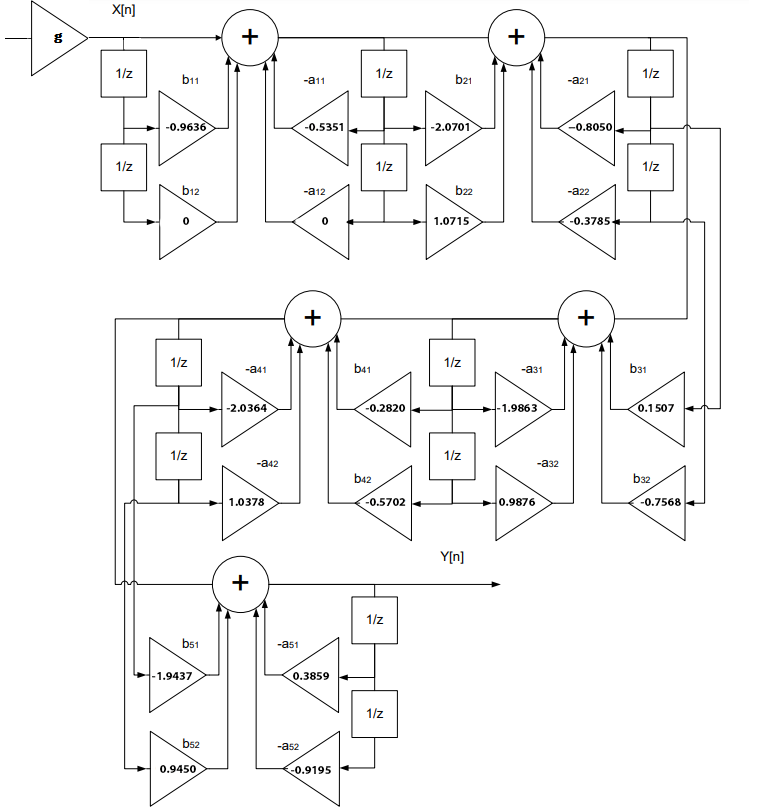 X[n]
g + +
1/z b11 -a11 1/z b21 -a21 1/z
-0.9636 -0.5351 -2.0701 -0.8050
1/z b12 -a12 1/z b22 -a22 1/z
0 0 1.0715 -0.3785
+ +
1/z -a41 b41 1/z -a31 b31
-2.0364 -0.2820 -1.9863 0.1507
1/z -a42 b42 1/z -a32 b32
1.0378 -0.5702 0.9876 -0.7568
Y[n]
+
1/z
b51 -a51
-1.9437 0.3859
1/z
b52 -a52
0.9450 -0.9195